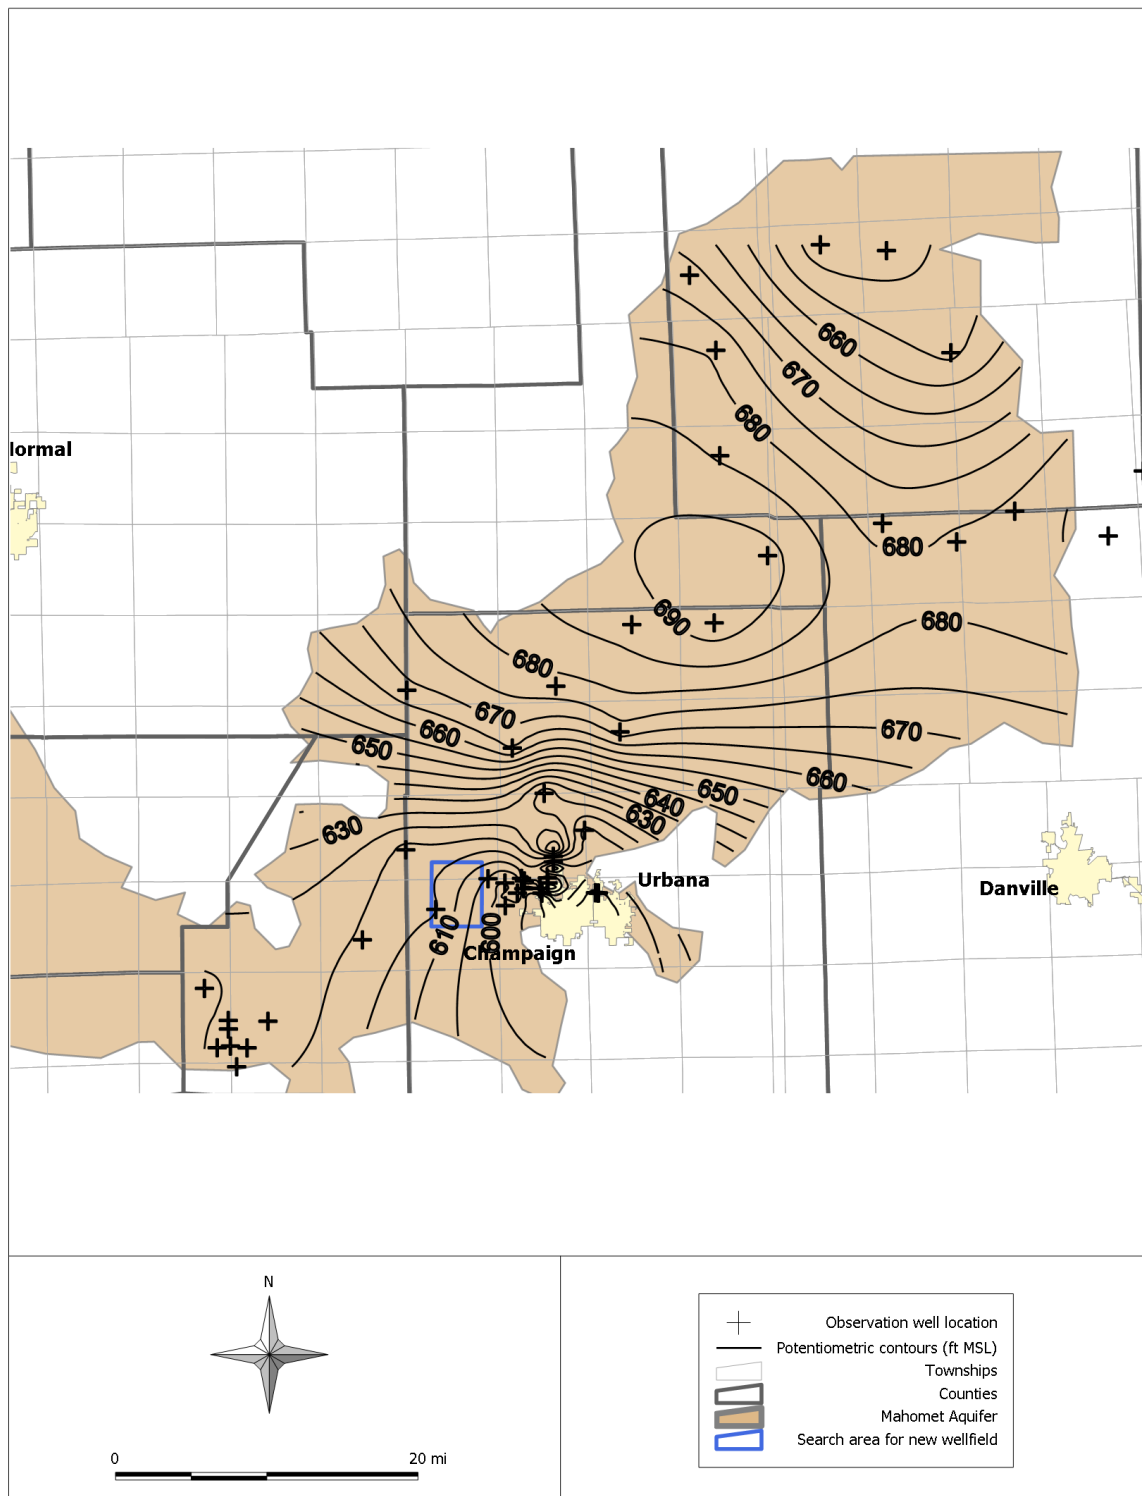 660
670
680
lormal
680
690
680
680
670
670
660
650
660
650
640
630
630
Urbana
Danville
610
600
Champaign
N
0 20 mi
Observation well location
Potentiometric contours (ft MSL)
Townships
Counties
Mahomet Aquifer
Search area for new wellfield